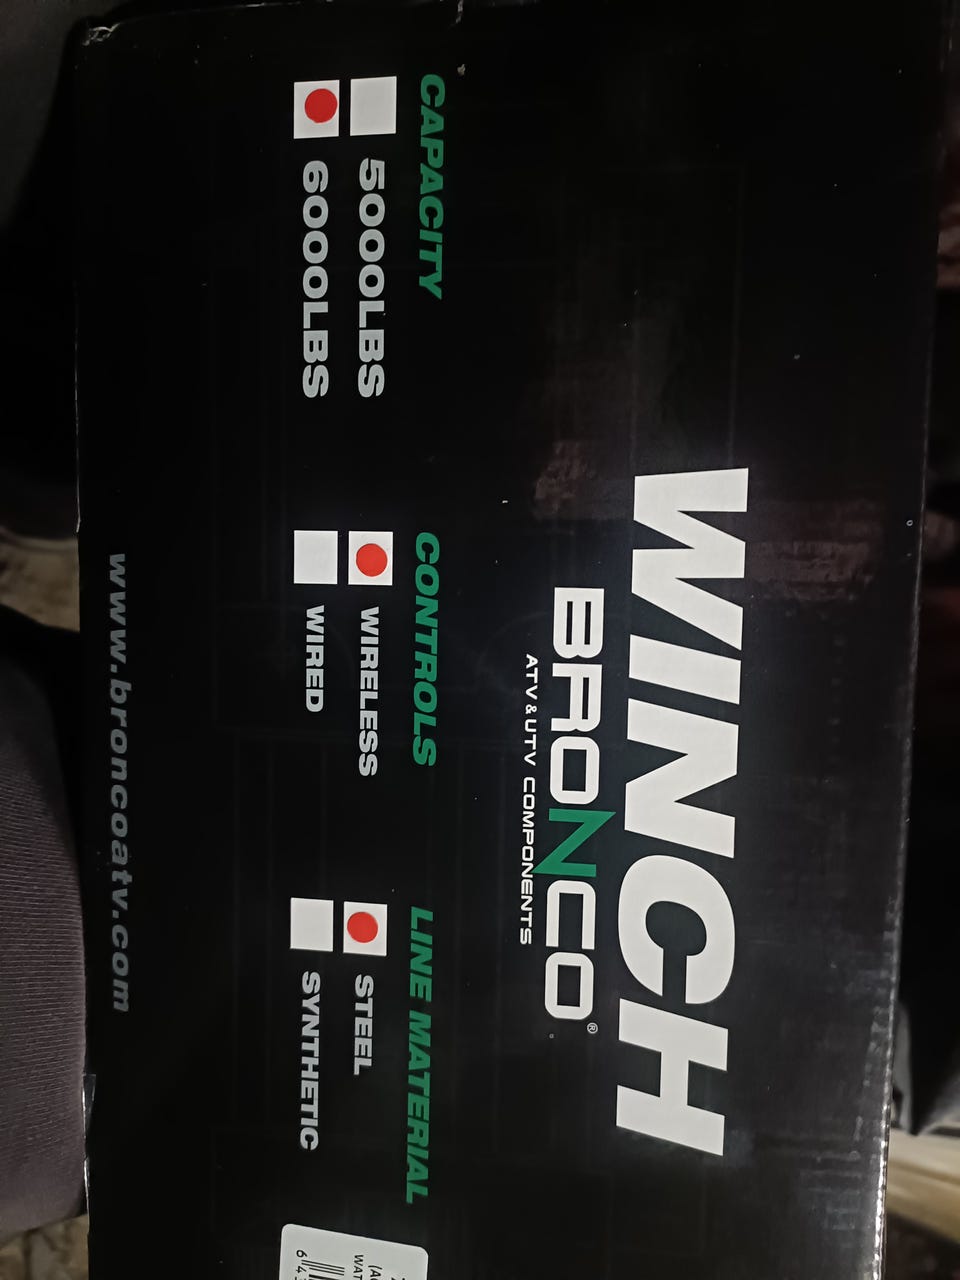 WINCH
BRONCO®
ATV & UTV COMPONENTS
CAPACITY
5000LBS
6000LBS
CONTROLS
WIRELESS
WIRED
LINE MATERIAL
STEEL
SYNTHETIC
www.broncoatv.com